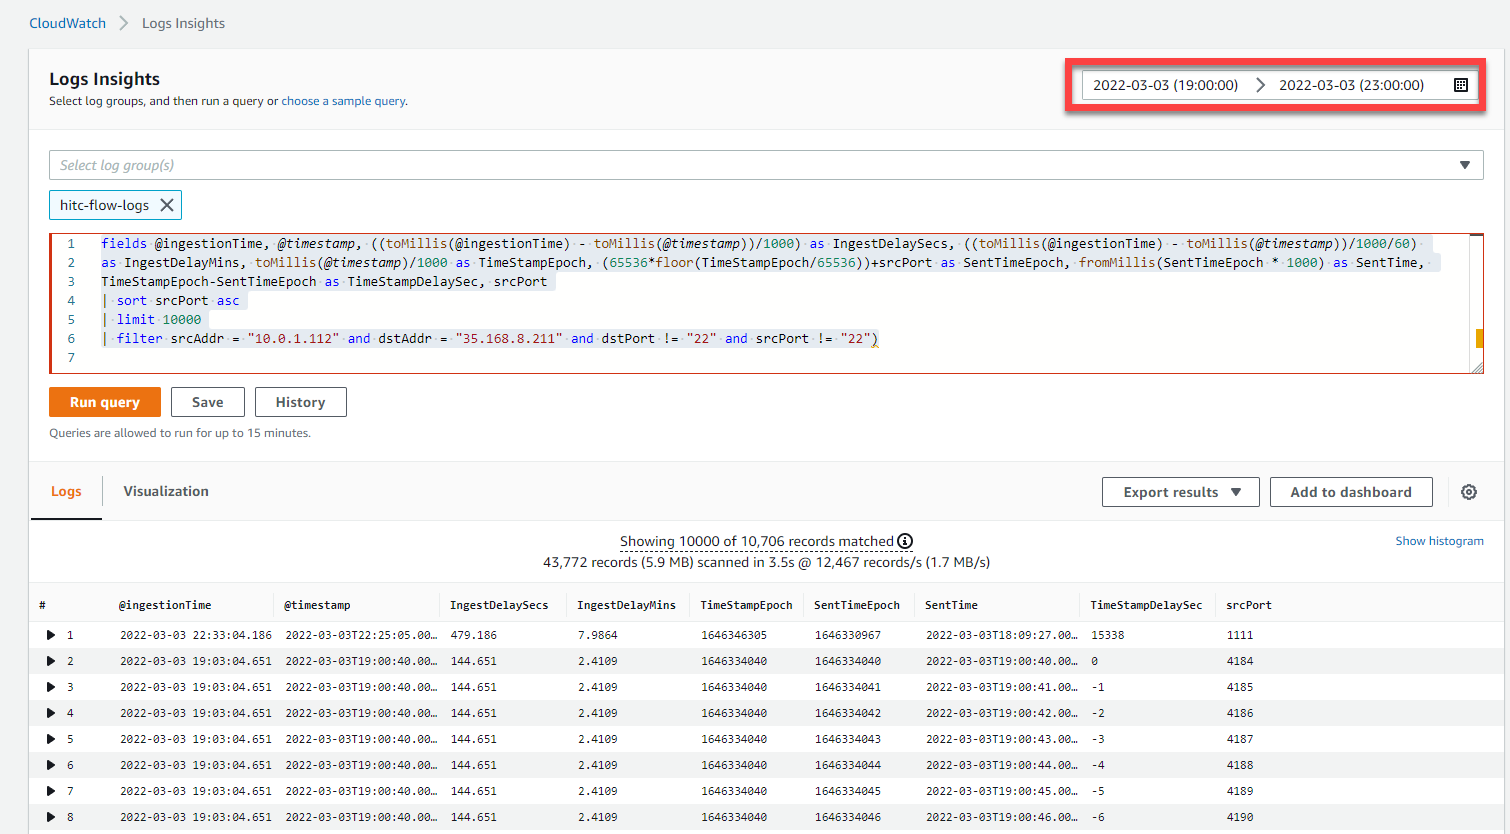 CloudWatch > Logs Insights
Logs Insights
Select log groups, and then run a query or choose a sample query.
2022-03-03 (19:00:00) > 2022-03-03 (23:00:00)
Select log group(s)
hitc-flow-logs
1 fields @ingestionTime, @timestamp, ((toMillis(@ingestionTime) - toMillis(@timestamp))/1000) as IngestDelaySecs, ((toMillis(@ingestionTime) - toMillis(@timestamp))/1000/60)
2 as IngestDelayMins, toMillis(@timestamp)/1000 as TimeStampEpoch, (65536*floor(TimeStampEpoch/65536))+srcPort as SentTimeEpoch, fromMillis(SentTimeEpoch * 1000) as SentTime,
3 TimeStampEpoch-SentTimeEpoch as TimeStampDelaySec, srcPort
4 | sort srcPort asc
5 | limit 10000
6 | filter srcAddr = "10.0.1.112" and dstAddr = "35.168.8.211" and dstPort != "22" and srcPort != "22")
7
Run query Save History
Queries are allowed to run for up to 15 minutes.
Logs Visualization Export results Add to dashboard
Showing 10000 of 10,706 records matched
Show histogram
43,772 records (5.9 MB) scanned in 3.5s @ 12,467 records/s (1.7 MB/s)
# @ingestionTime @timestamp IngestDelaySecs IngestDelayMins TimeStampEpoch SentTimeEpoch SentTime TimeStampDelaySec srcPort
1 2022-03-03 22:33:04.186 2022-03-03T22:25:05.00… 479.186 7.9864 1646346305 1646330967 2022-03-03T18:09:27.00… 15338 1111
2 2022-03-03 19:03:04.651 2022-03-03T19:00:40.00… 144.651 2.4109 1646334040 1646334040 2022-03-03T19:00:40.00… 0 4184
3 2022-03-03 19:03:04.651 2022-03-03T19:00:40.00… 144.651 2.4109 1646334040 1646334041 2022-03-03T19:00:41.00… -1 4185
4 2022-03-03 19:03:04.651 2022-03-03T19:00:40.00… 144.651 2.4109 1646334040 1646334042 2022-03-03T19:00:42.00… -2 4186
5 2022-03-03 19:03:04.651 2022-03-03T19:00:40.00… 144.651 2.4109 1646334040 1646334043 2022-03-03T19:00:43.00… -3 4187
6 2022-03-03 19:03:04.651 2022-03-03T19:00:40.00… 144.651 2.4109 1646334040 1646334044 2022-03-03T19:00:44.00… -4 4188
7 2022-03-03 19:03:04.651 2022-03-03T19:00:40.00… 144.651 2.4109 1646334040 1646334045 2022-03-03T19:00:45.00… -5 4189
8 2022-03-03 19:03:04.651 2022-03-03T19:00:40.00… 144.651 2.4109 1646334040 1646334046 2022-03-03T19:00:46.00… -6 4190